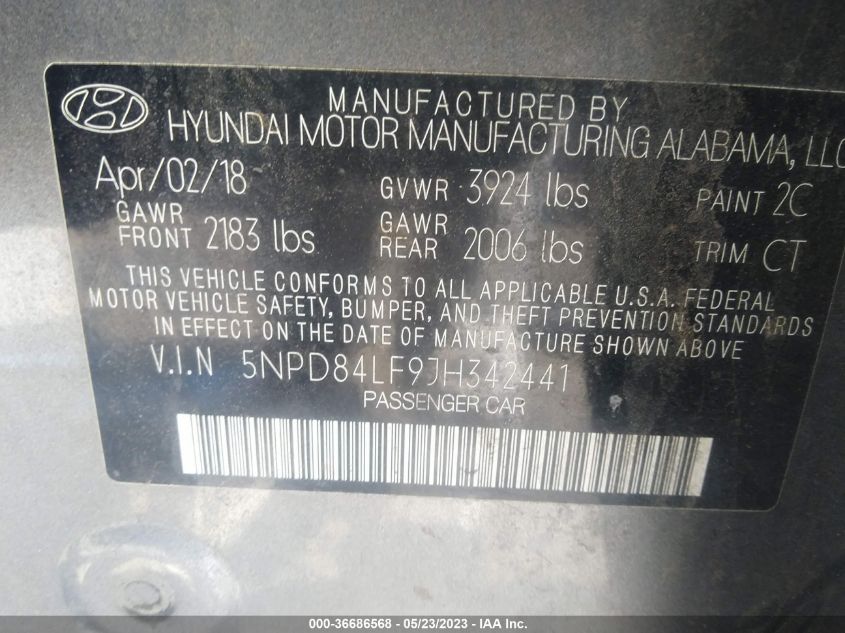 MANUFACTURED BY
HYUNDAI MOTOR MANUFACTURING ALABAMA, LLC
Apr/02/18 GVWR 3924 lbs PAINT 2C
GAWR FRONT 2183 lbs GAWR REAR 2006 lbs TRIM CT
THIS VEHICLE CONFORMS TO ALL APPLICABLE U.S.A. FEDERAL
MOTOR VEHICLE SAFETY, BUMPER, AND THEFT PREVENTION STANDARDS
IN EFFECT ON THE DATE OF MANUFACTURE SHOWN ABOVE
V.I.N 5NPD84LF9JH342441
PASSENGER CAR
000-36686568 - 05/23/2023 - IAA Inc.